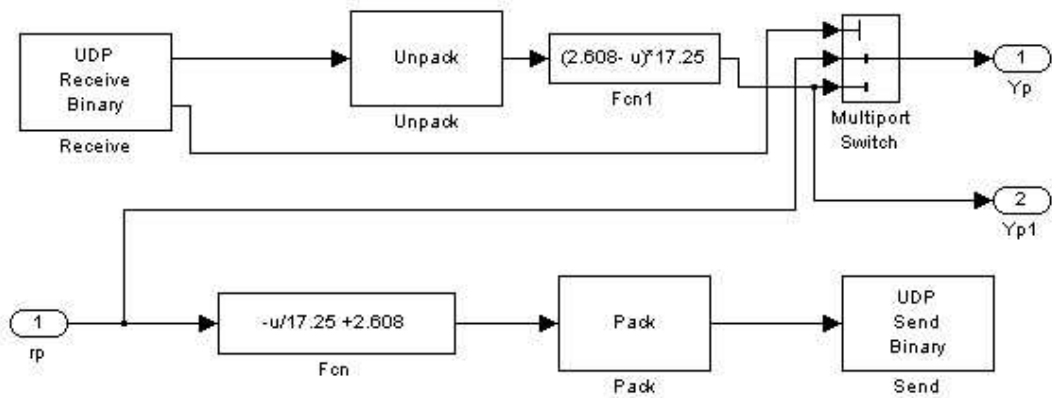 UDP
Receive
Binary
Receive
Unpack
Unpack
(2.608- u)*17.25
Fcn1
Multiport
Switch
1
Yp
2
Yp1
1
rp
-u/17.25 +2.608
Fcn
Pack
Pack
UDP
Send
Binary
Send